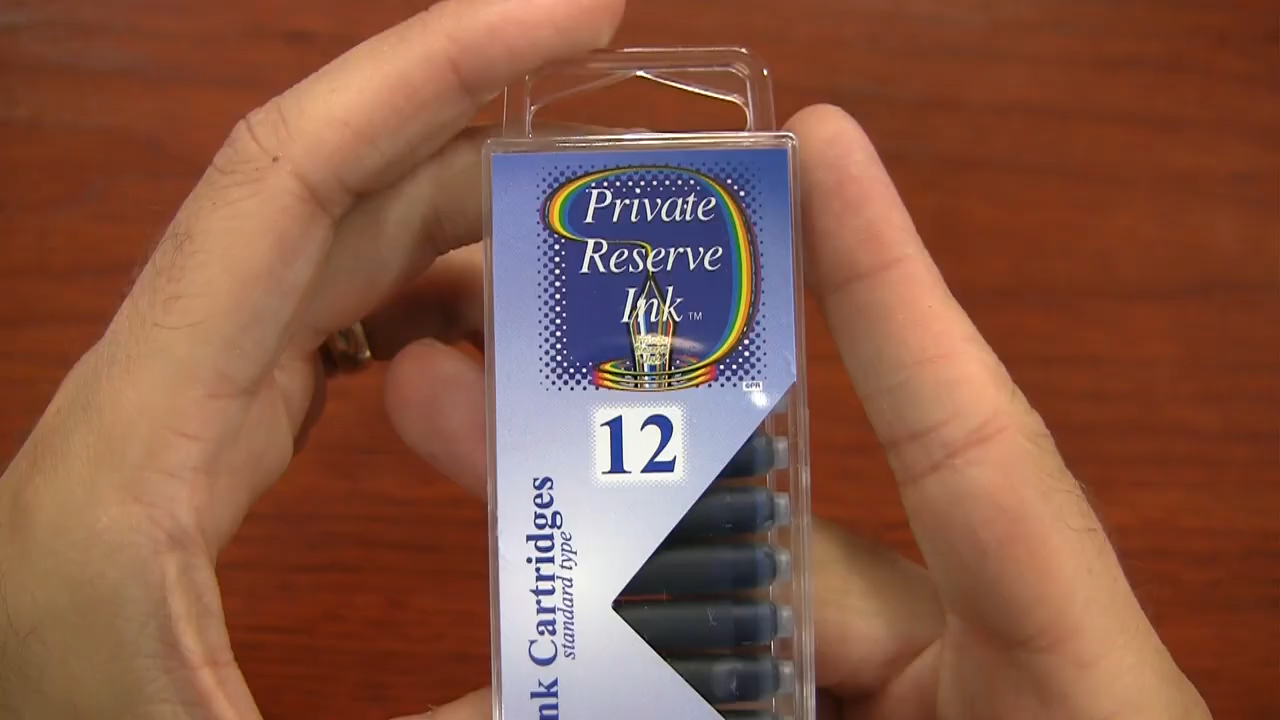 Private
Reserve
Ink™
©PR
12
nk Cartridges
standard type